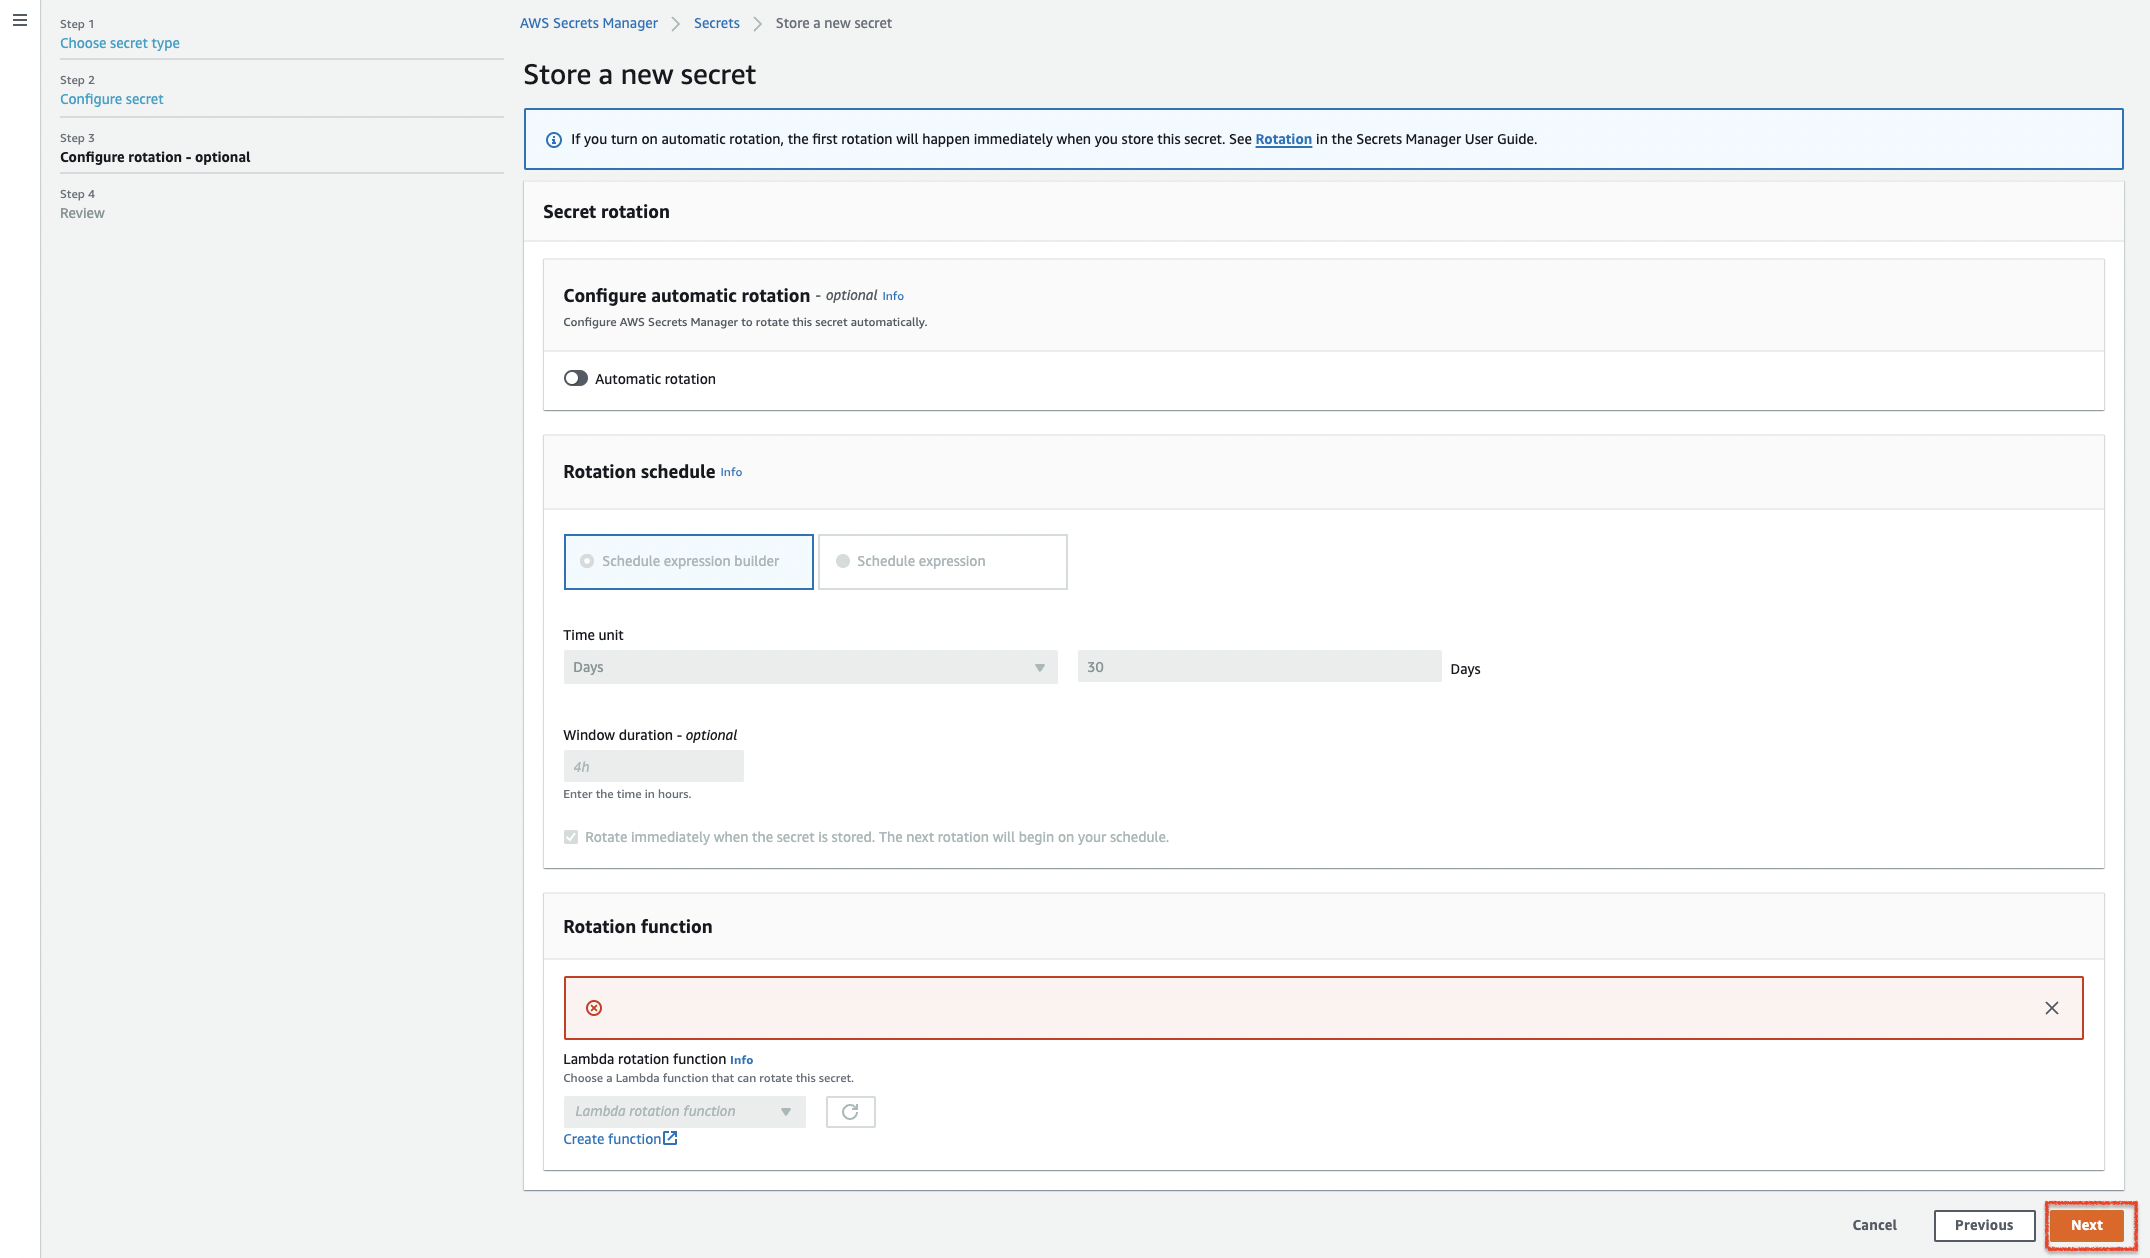 Step 1
Choose secret type
Step 2
Configure secret
Step 3
Configure rotation - optional
Step 4
Review
AWS Secrets Manager
Secrets
Store a new secret
Store a new secret
If you turn on automatic rotation, the first rotation will happen immediately when you store this secret. See Rotation in the Secrets Manager User Guide.
Secret rotation
Configure automatic rotation - optional Info
Configure AWS Secrets Manager to rotate this secret automatically.
Automatic rotation
Rotation schedule Info
Schedule expression builder
Schedule expression
Time unit
Days
30
Days
Window duration - optional
4h
Enter the time in hours.
Rotate immediately when the secret is stored. The next rotation will begin on your schedule.
Rotation function
Lambda rotation function Info
Choose a Lambda function that can rotate this secret.
Lambda rotation function
Create function
Cancel
Previous
Next